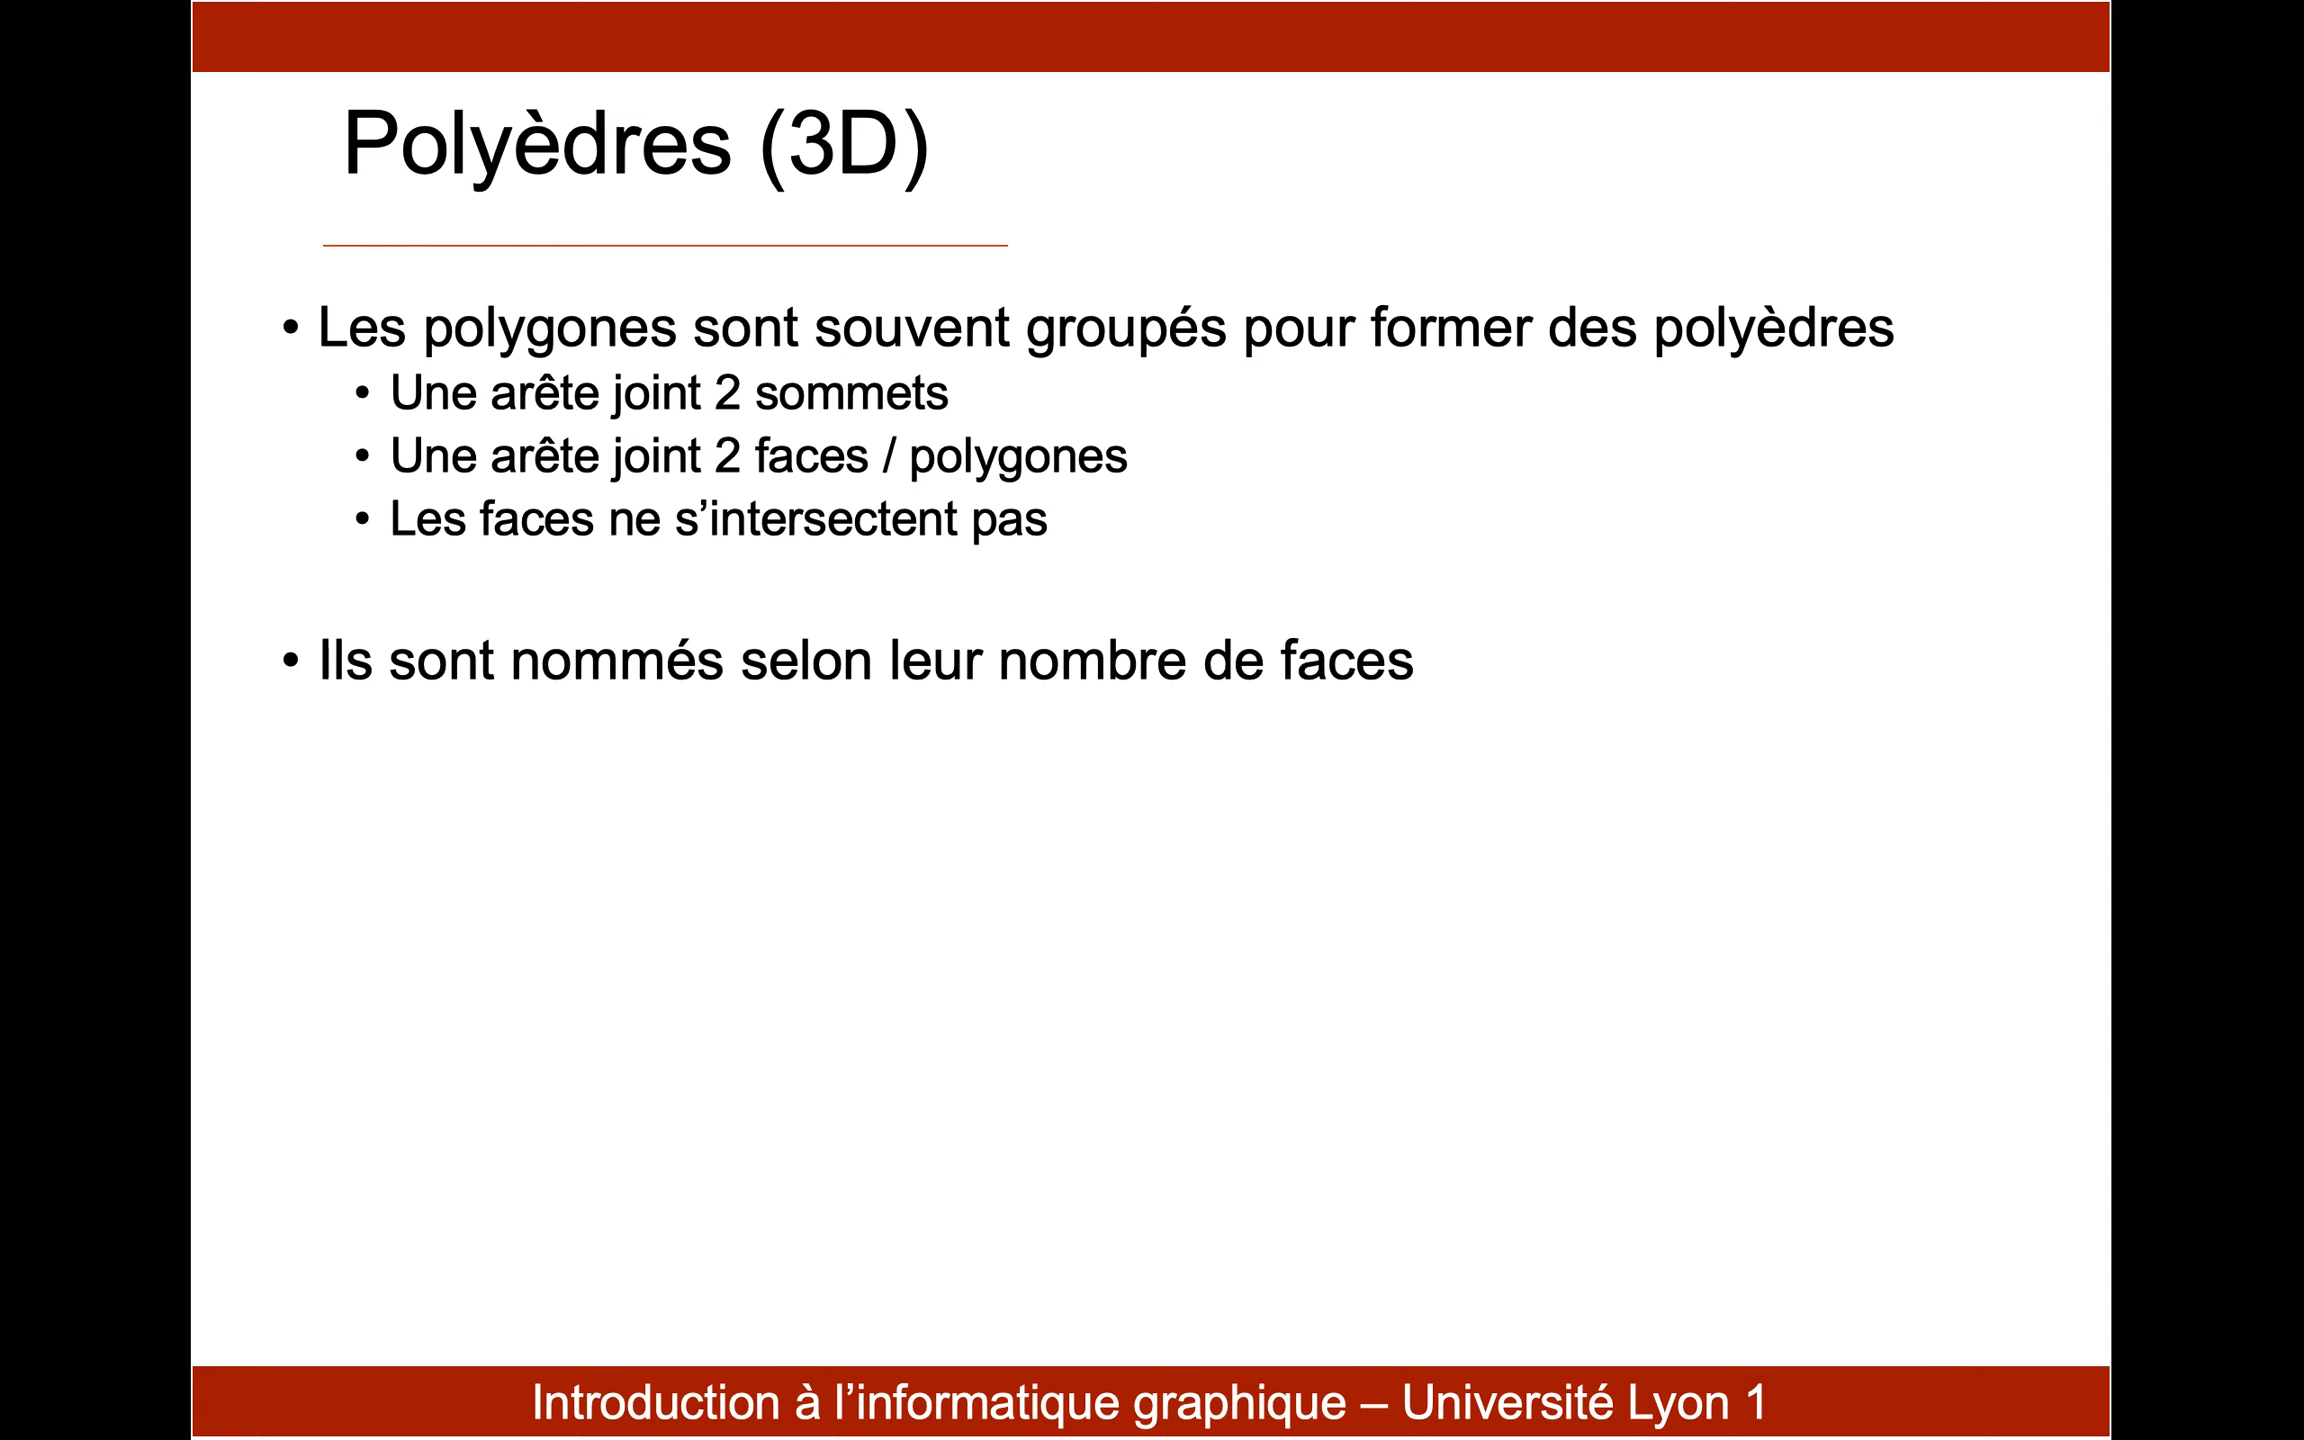 Polyèdres (3D)
• Les polygones sont souvent groupés pour former des polyèdres
• Une arête joint 2 sommets
• Une arête joint 2 faces / polygones
• Les faces ne s’intersectent pas
• Ils sont nommés selon leur nombre de faces
Introduction à l’informatique graphique – Université Lyon 1